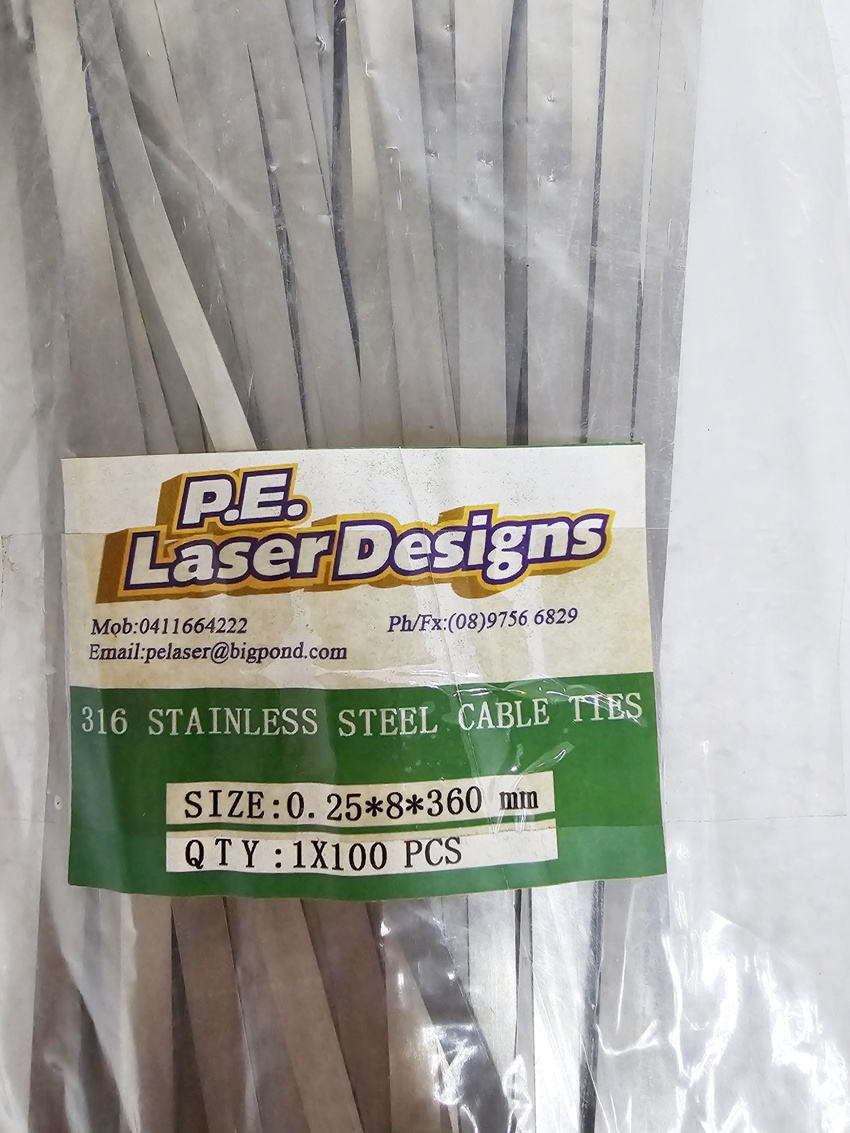 P.E.
Laser Designs
Mob:0411664222 Ph/Fx:(08)9756 6829
Email:pelaser@bigpond.com
316 STAINLESS STEEL CABLE TIES
SIZE:0.25*8*360 mm
QTY:1X100 PCS